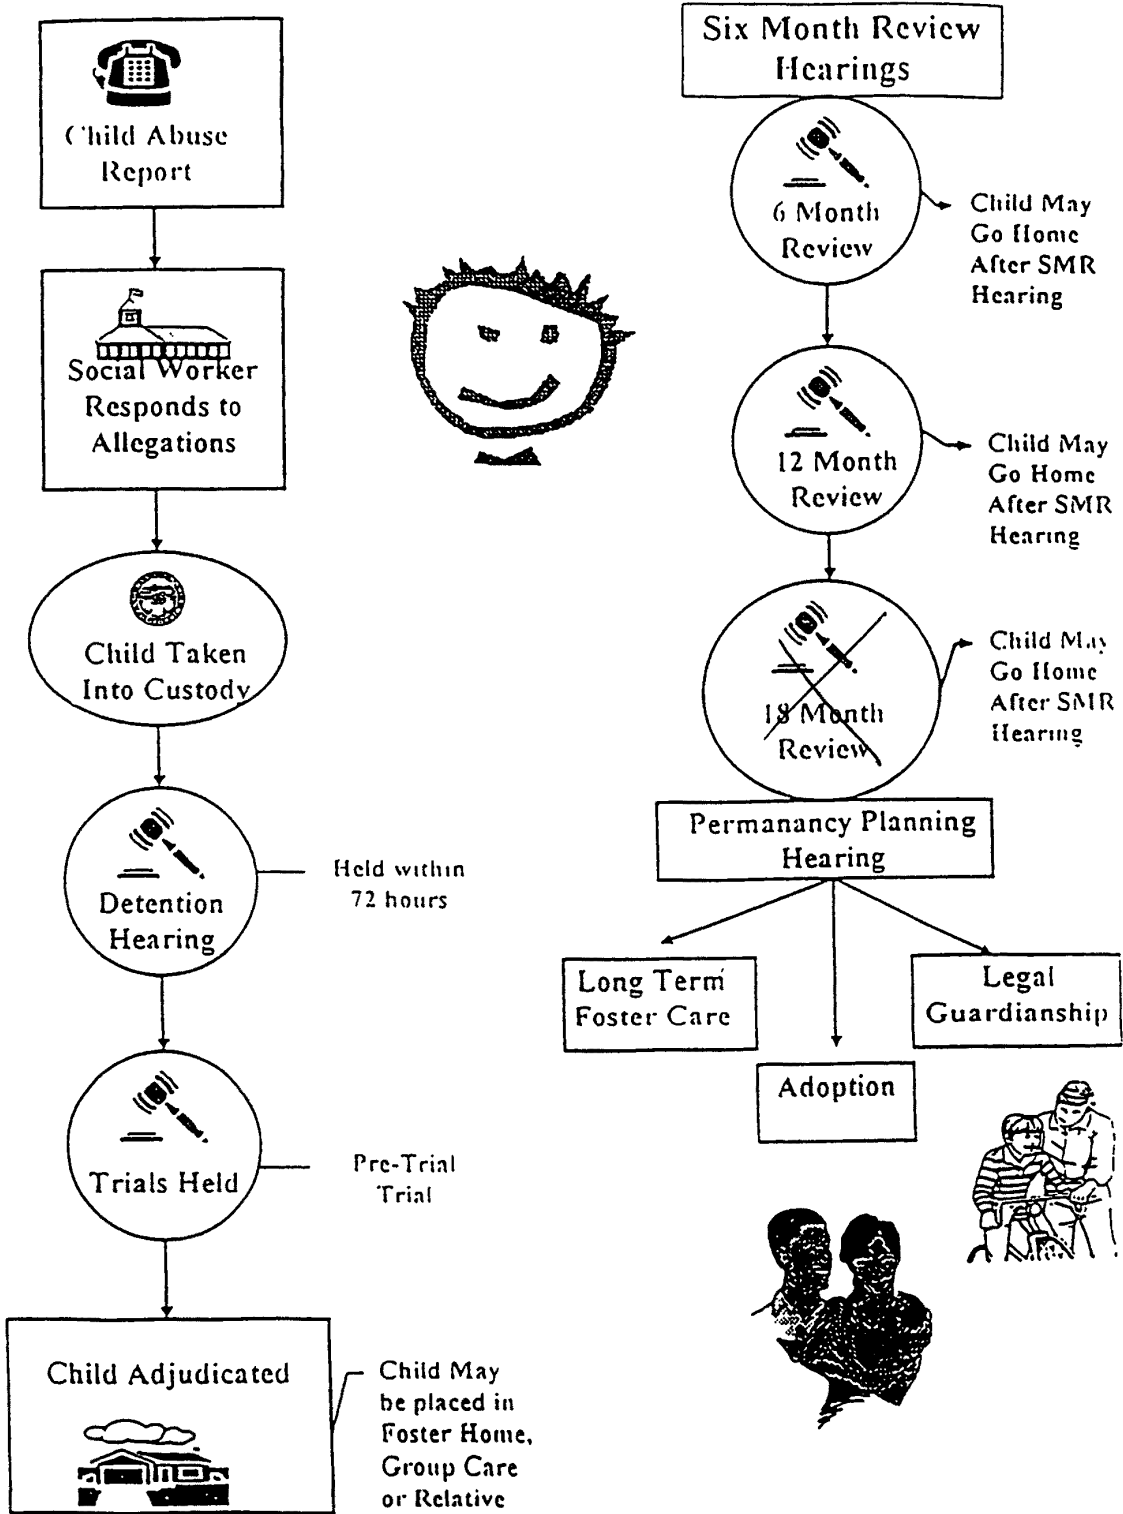 Child Abuse
Report
Social Worker
Responds to
Allegations
Child Taken
Into Custody
Detention
Hearing
Held within
72 hours
Trials Held
Pre-Trial
Trial
Child Adjudicated
Child May
be placed in
Foster Home,
Group Care
or Relative
Six Month Review
Hearings
6 Month
Review
Child May
Go Home
After SMR
Hearing
12 Month
Review
Child May
Go Home
After SMR
Hearing
18 Month
Review
Child May
Go Home
After SMR
Hearing
Permanancy Planning
Hearing
Long Term
Foster Care
Adoption
Legal
Guardianship